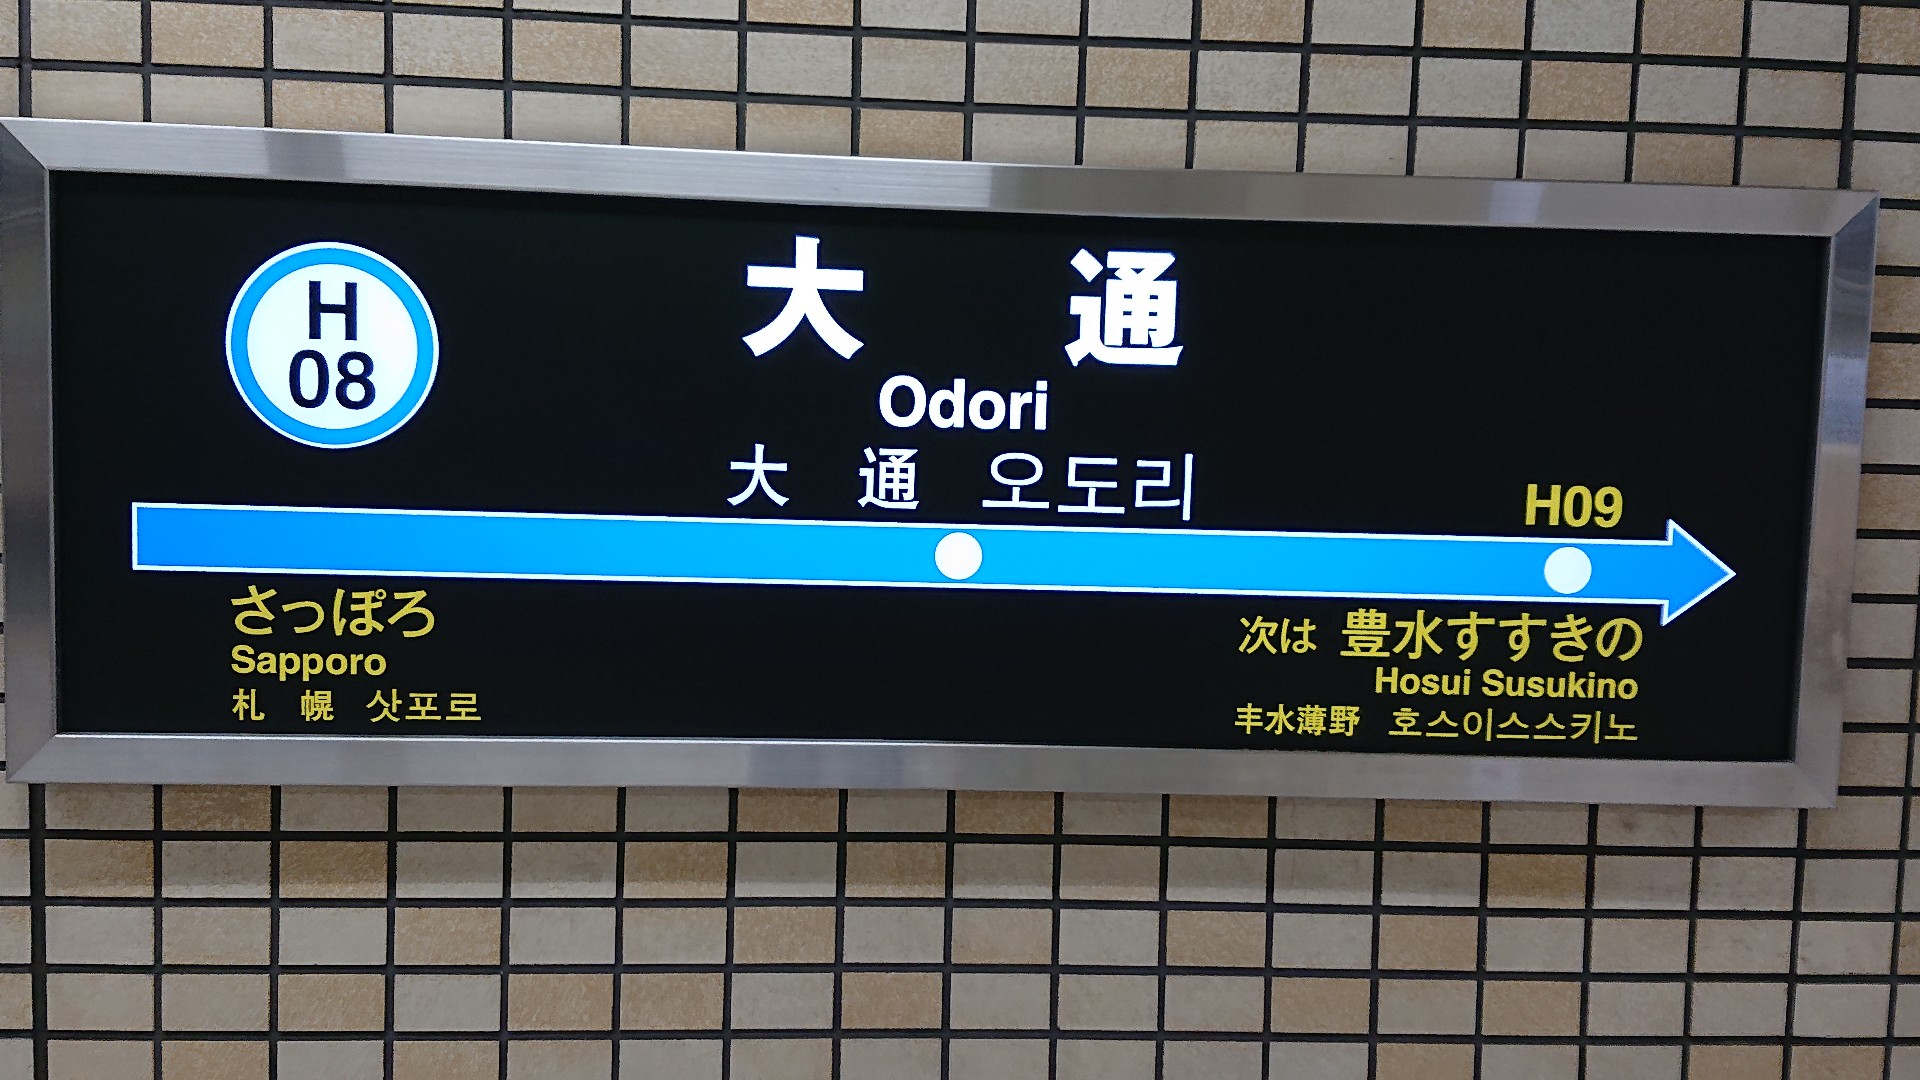 H
08
大通
Odori
大通 오도리
H09
さっぽろ
Sapporo
札幌 삿포로
次は 豊水すすきの
Hosui Susukino
丰水薄野 호스이스스키노